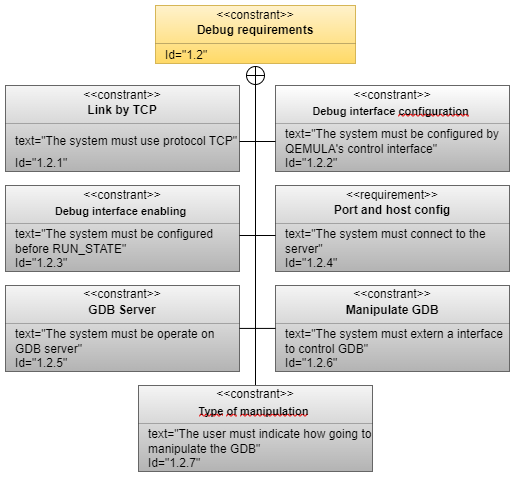 <<constrant>>
Debug requirements
Id="1.2"
<<constrant>>
Link by TCP
text="The system must use protocol TCP"
Id="1.2.1"
<<constrant>>
Debug interface configuration
text="The system must be configured by
QEMULA's control interface"
Id="1.2.2"
<<constrant>>
Debug interface enabling
text="The system must be configured
before RUN_STATE"
Id="1.2.3"
<<requirement>>
Port and host config
text="The system must connect to the
server"
Id="1.2.4"
<<constrant>>
GDB Server
text="The system must be operate on
GDB server"
Id="1.2.5"
<<constrant>>
Manipulate GDB
text="The system must extern a interface
to control GDB"
Id="1.2.6"
<<constrant>>
Type of manipulation
text="The user must indicate how going to
manipulate the GDB"
Id="1.2.7"